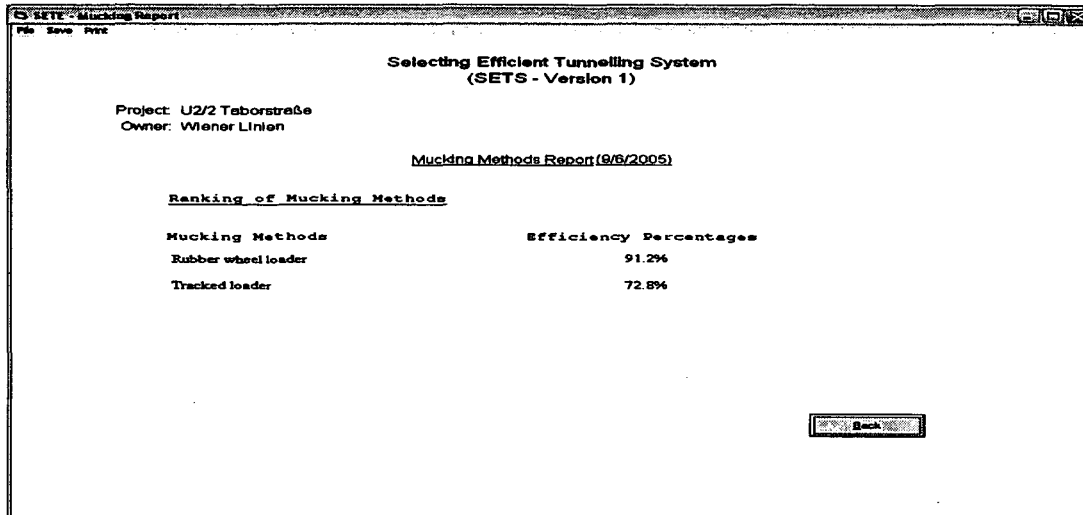 SETE - Mucking Report
File Save Print
Selecting Efficient Tunnelling System
(SETS - Version 1)
Project: U2/2 Taborstraße
Owner: Wiener Linien
Mucking Methods Report (9/6/2005)
Ranking of Mucking Methods
Mucking Methods Efficiency Percentages
Rubber wheel loader 91.2%
Tracked loader 72.8%
Back